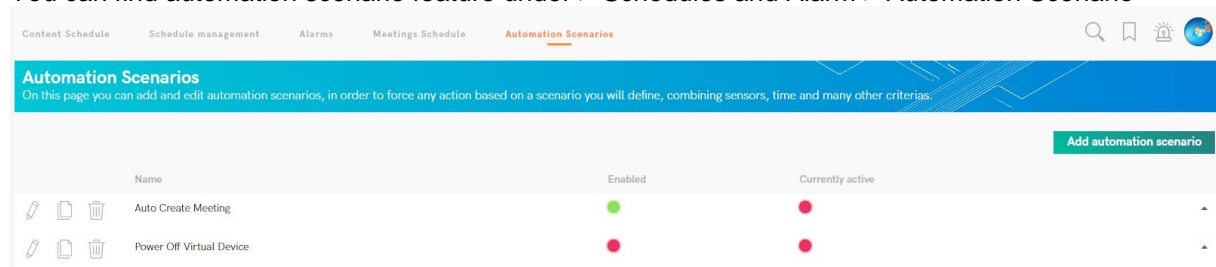 You can find automation scenario feature under > Schedules and Alarm > Automation Scenario
Content Schedule Schedule management Alarms Meetings Schedule Automation Scenarios
Automation Scenarios
On this page you can add and edit automation scenarios, in order to force any action based on a scenario you will define, combining sensors, time and many other criterias.
Add automation scenario
Name Enabled Currently active
Auto Create Meeting
Power Off Virtual Device